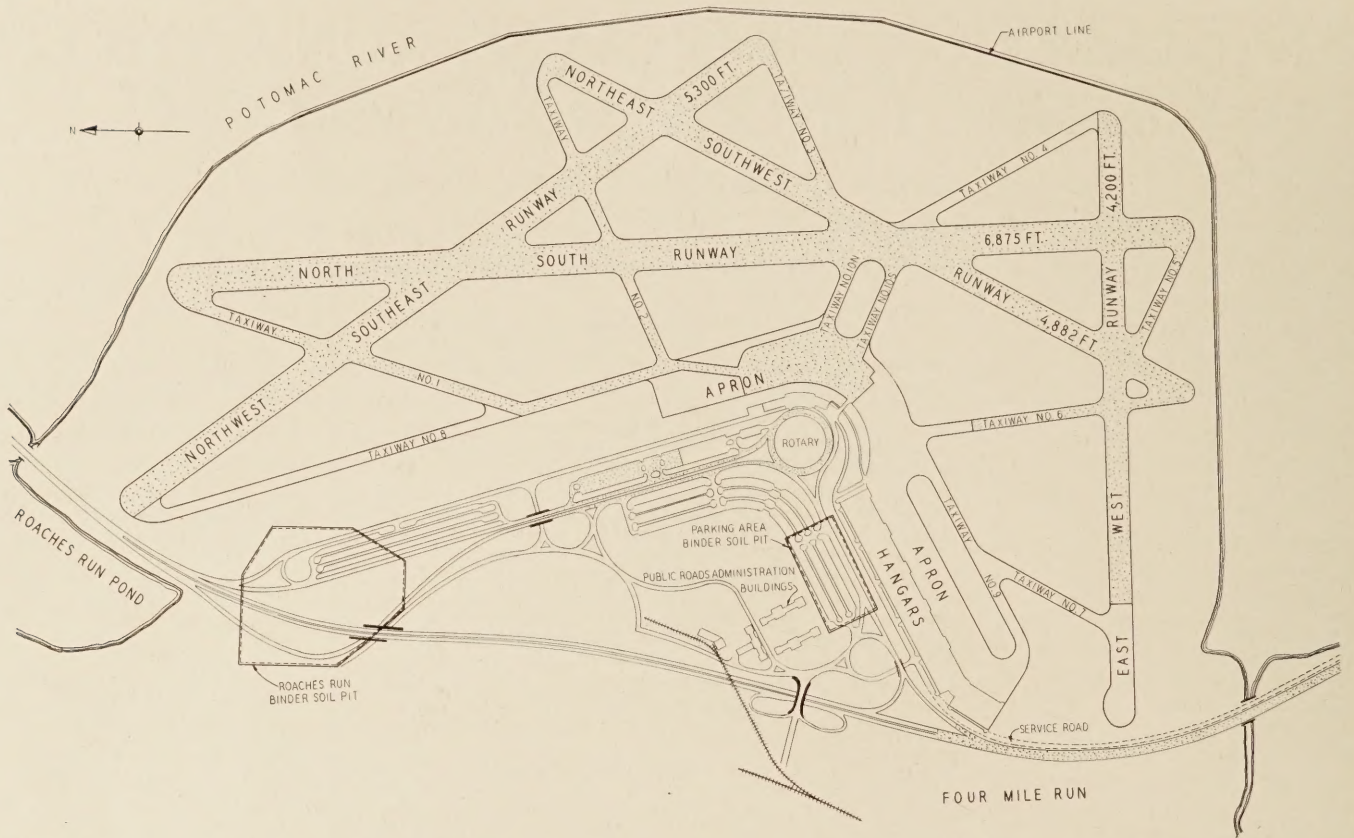 POTOMAC RIVER
AIRPORT LINE
N
NORTHEAST
5,300 FT.
TAXIWAY
TAXIWAY NO. 3
SOUTHWEST
TAXIWAY NO. 4
4,200 FT.
RUNWAY
6,875 FT.
NORTH
SOUTH
RUNWAY
RUNWAY
RUNWAY
TAXIWAY NO. 5
TAXIWAY NO.10N
TAXIWAY NO.10S
SOUTHEAST
TAXIWAY
NO. 2
4,882 FT.
NO. 1
APRON
NORTHWEST
TAXIWAY NO. 8
TAXIWAY NO. 6
ROTARY
ROACHES RUN POND
PARKING AREA
BINDER SOIL PIT
WEST
PUBLIC ROADS ADMINISTRATION
BUILDINGS
HANGARS
APRON
TAXIWAY
NO. 9
TAXIWAY NO. 7
EAST
ROACHES RUN
BINDER SOIL PIT
SERVICE ROAD
FOUR MILE RUN